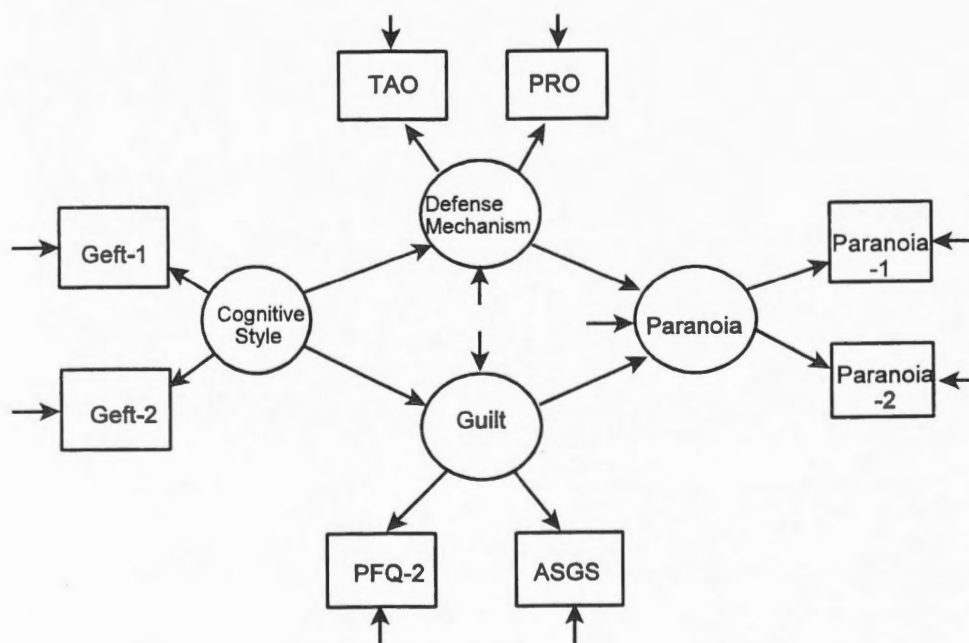 TAO
PRO
Defense
Mechanism
Geft-1
Cognitive
Style
Geft-2
Guilt
Paranoia
Paranoia
-1
Paranoia
-2
PFQ-2
ASGS